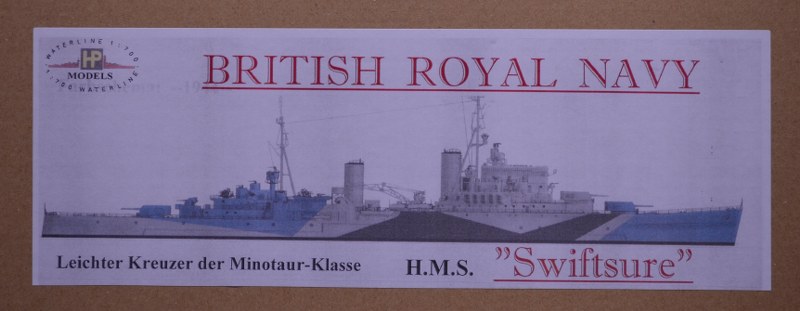 WATERLINE 1:700
HP
MODELS
1:700 WATERLINE
BRITISH ROYAL NAVY
Leichter Kreuzer der Minotaur-Klasse
H.M.S. "Swiftsure"